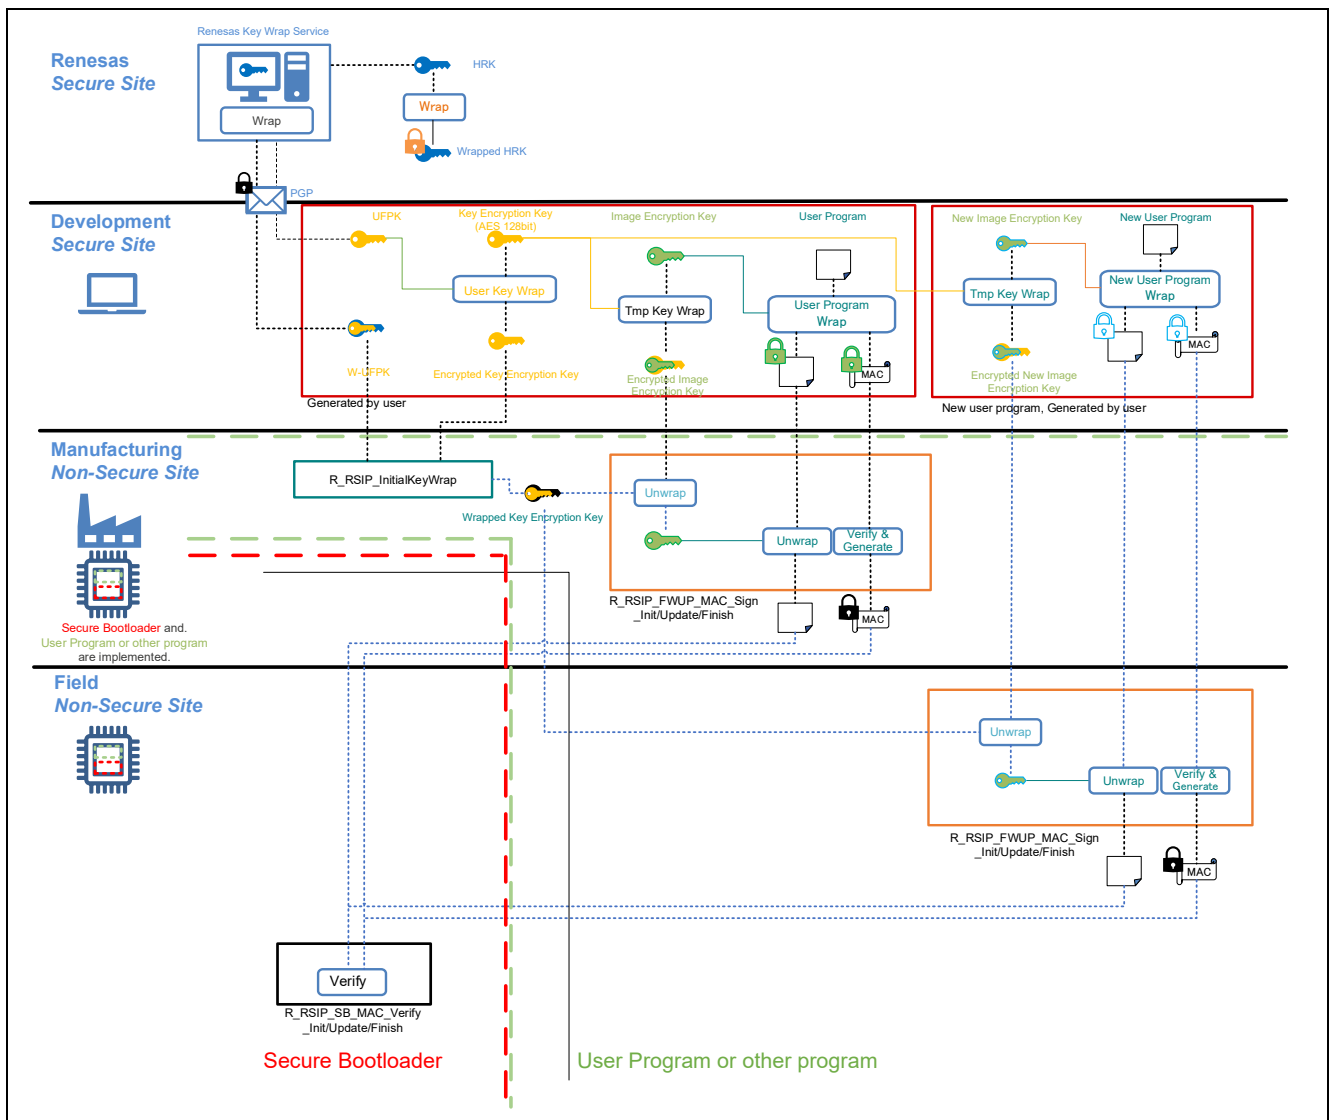 Renesas Key Wrap Service
Renesas
Secure Site
HRK
Wrap
Wrap
Wrapped HRK
PGP
Development
Secure Site
UFPK
Key Encryption Key
(AES 128bit)
Image Encryption Key
User Program
New Image Encryption Key
New User Program
User Key Wrap
Tmp Key Wrap
User Program
Wrap
Tmp Key Wrap
New User Program
Wrap
W-UFPK
Encrypted Key Encryption Key
Encrypted Image
Encryption Key
MAC
Encrypted New Image
Encryption Key
MAC
Generated by user
New user program, Generated by user
Manufacturing
Non-Secure Site
R_RSIP_InitialKeyWrap
Wrapped Key Encryption Key
Unwrap
Unwrap
Verify &
Generate
R_RSIP_FWUP_MAC_Sign
_Init/Update/Finish
MAC
Secure Bootloader and.
User Program or other program
are implemented.
Field
Non-Secure Site
Unwrap
Unwrap
Verify &
Generate
R_RSIP_FWUP_MAC_Sign
_Init/Update/Finish
MAC
Verify
R_RSIP_SB_MAC_Verify
_Init/Update/Finish
Secure Bootloader
User Program or other program